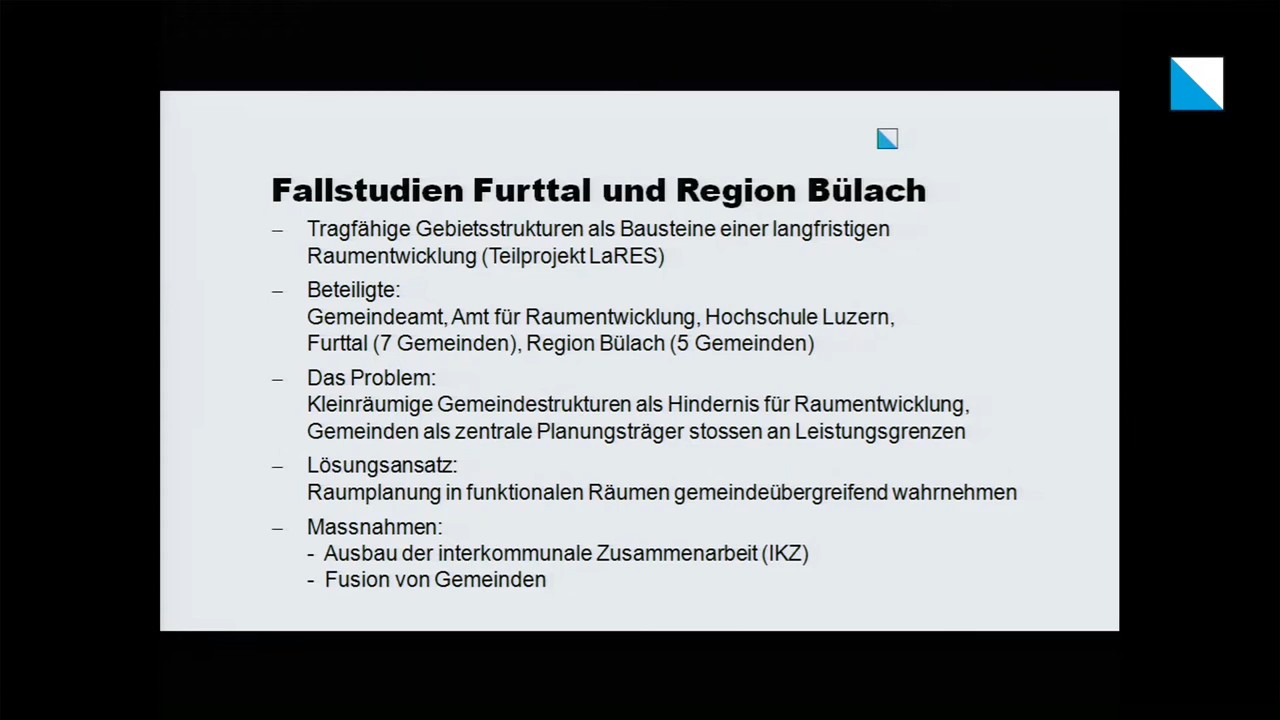 Fallstudien Furttal und Region Bülach
– Tragfähige Gebietsstrukturen als Bausteine einer langfristigen
Raumentwicklung (Teilprojekt LaRES)
– Beteiligte:
Gemeindeamt, Amt für Raumentwicklung, Hochschule Luzern,
Furttal (7 Gemeinden), Region Bülach (5 Gemeinden)
– Das Problem:
Kleinräumige Gemeindestrukturen als Hindernis für Raumentwicklung,
Gemeinden als zentrale Planungsträger stossen an Leistungsgrenzen
– Lösungsansatz:
Raumplanung in funktionalen Räumen gemeindeübergreifend wahrnehmen
– Massnahmen:
- Ausbau der interkommunale Zusammenarbeit (IKZ)
- Fusion von Gemeinden